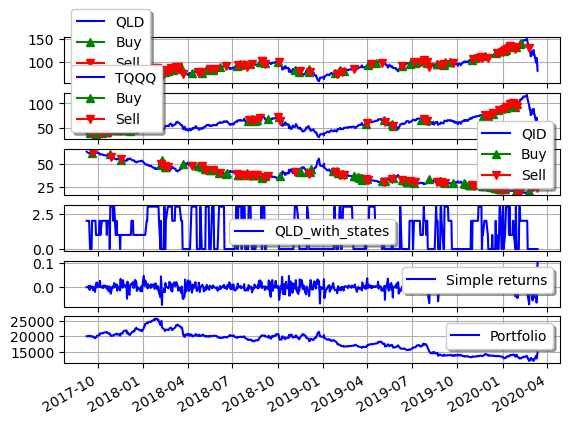 QLD
Buy
Sell
150
100
TQQQ
Buy
Sell
100
50
QID
Buy
Sell
50
25
QLD_with_states
2.5
0.0
Simple returns
0.1
0.0
Portfolio
25000
20000
15000
2017-10 2018-01 2018-04 2018-07 2018-10 2019-01 2019-04 2019-07 2019-10 2020-01 2020-04